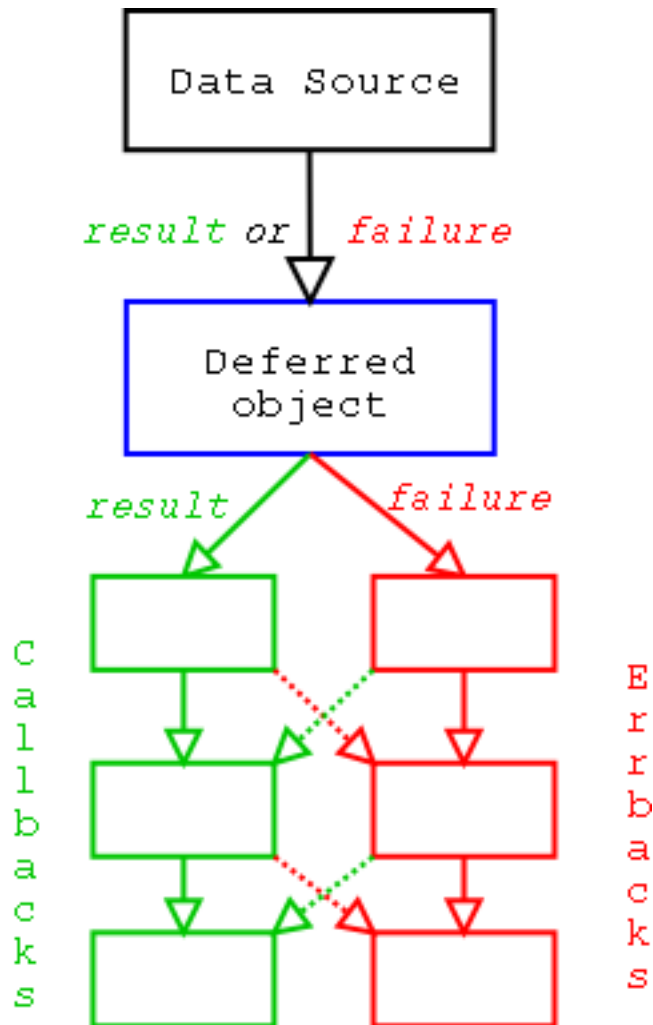 Data Source
result or failure
Deferred
object
result failure
Callbacks
Errbacks